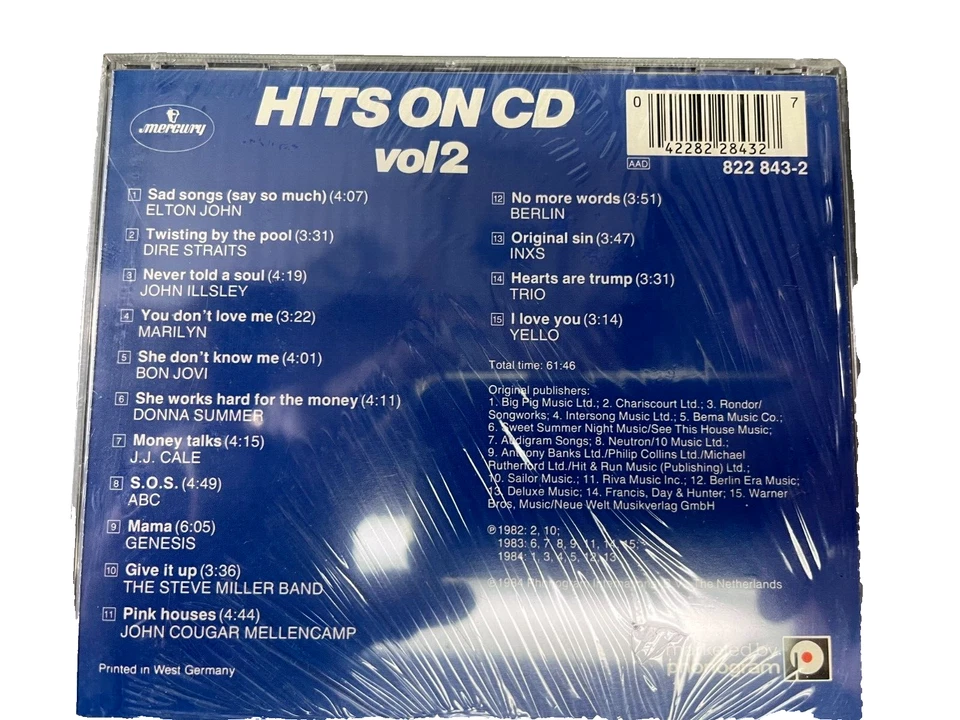 mercury
HITS ON CD
vol2
0 7
42282 28432
AAD
822 843-2
1 Sad songs (say so much) (4:07)
ELTON JOHN
2 Twisting by the pool (3:31)
DIRE STRAITS
3 Never told a soul (4:19)
JOHN ILLSLEY
4 You don't love me (3:22)
MARILYN
5 She don't know me (4:01)
BON JOVI
6 She works hard for the money (4:11)
DONNA SUMMER
7 Money talks (4:15)
J.J. CALE
8 S.O.S. (4:49)
ABC
9 Mama (6:05)
GENESIS
10 Give it up (3:36)
THE STEVE MILLER BAND
11 Pink houses (4:44)
JOHN COUGAR MELLENCAMP
12 No more words (3:51)
BERLIN
13 Original sin (3:47)
INXS
14 Hearts are trump (3:31)
TRIO
15 I love you (3:14)
YELLO
Total time: 61:46
Original publishers:
1. Big Pig Music Ltd.; 2. Chariscourt Ltd.; 3. Rondor/
Songworks; 4. Intersong Music Ltd.; 5. Bema Music Co.;
6. Sweet Summer Night Music/See This House Music;
7. Audigram Songs; 8. Neutron/10 Music Ltd.;
9. Anthony Banks Ltd./Philip Collins Ltd./Michael
Rutherford Ltd./Hit & Run Music (Publishing) Ltd.;
10. Sailor Music.; 11. Riva Music Inc.; 12. Berlin Era Music;
13. Deluxe Music; 14. Francis, Day & Hunter; 15. Warner
Bros, Music/Neue Welt Musikverlag GmbH
℗ 1982: 2, 10;
1983: 6, 7, 8, 9, 11, 14, 15;
1984: 1, 3, 4, 5, 12, 13
© 1984 Phonogram International B.V. The Netherlands
Printed in West Germany
marketed by
phonogram